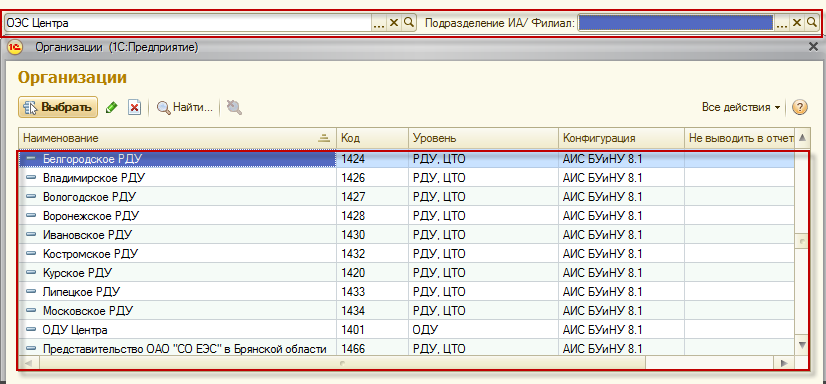 ОЭС Центра ... Подразделение ИА/ Филиал: ...
Организации (1С:Предприятие)
Организации
Выбрать Найти... Все действия ?
Наименование Код Уровень Конфигурация Не выводить в отчет
Белгородское РДУ 1424 РДУ, ЦТО АИС БУиНУ 8.1
Владимирское РДУ 1426 РДУ, ЦТО АИС БУиНУ 8.1
Вологодское РДУ 1427 РДУ, ЦТО АИС БУиНУ 8.1
Воронежское РДУ 1428 РДУ, ЦТО АИС БУиНУ 8.1
Ивановское РДУ 1430 РДУ, ЦТО АИС БУиНУ 8.1
Костромское РДУ 1432 РДУ, ЦТО АИС БУиНУ 8.1
Курское РДУ 1420 РДУ, ЦТО АИС БУиНУ 8.1
Липецкое РДУ 1433 РДУ, ЦТО АИС БУиНУ 8.1
Московское РДУ 1434 РДУ, ЦТО АИС БУиНУ 8.1
ОДУ Центра 1401 ОДУ АИС БУиНУ 8.1
Представительство ОАО "СО ЕЭС" в Брянской области 1466 РДУ, ЦТО АИС БУиНУ 8.1